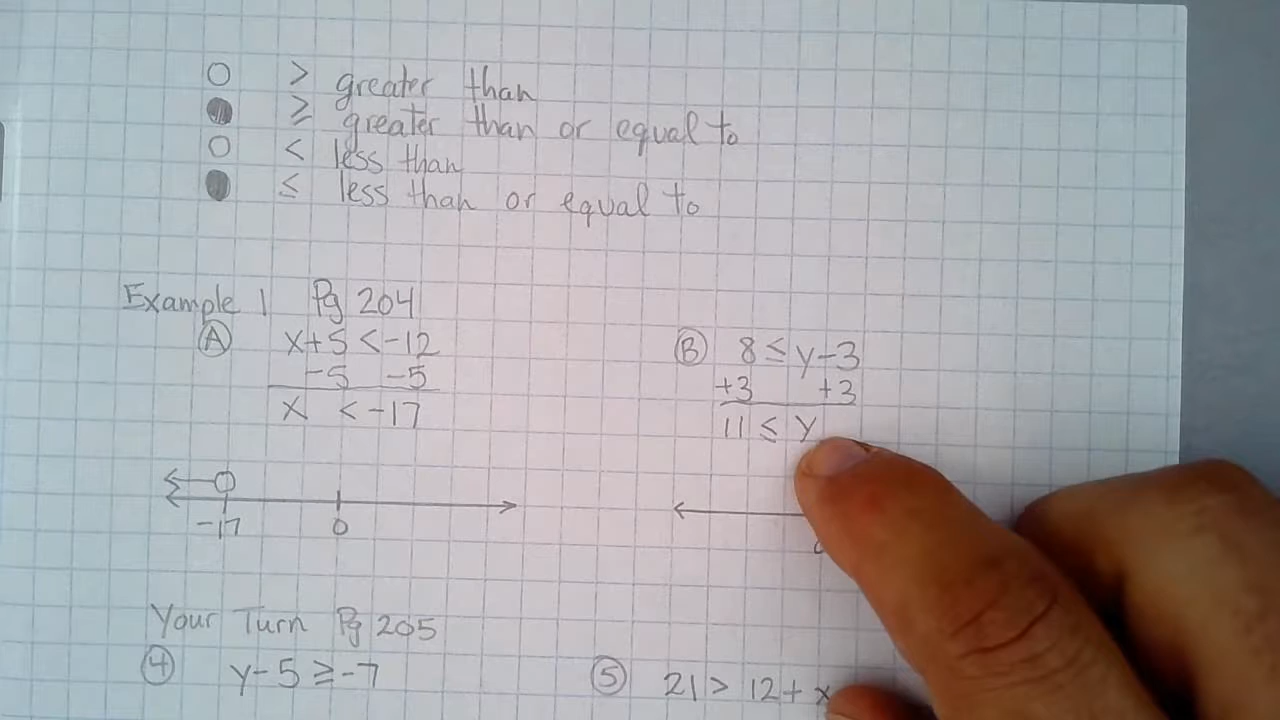 > greater than
≥ greater than or equal to
< less than
≤ less than or equal to
Example 1 Pg 204
A x+5 < -12
-5 -5
x < -17
-17 0
B 8 ≤ y-3
+3 +3
11 ≤ y
Your Turn Pg 205
4 y-5 ≥ -7
5 21 > 12+x